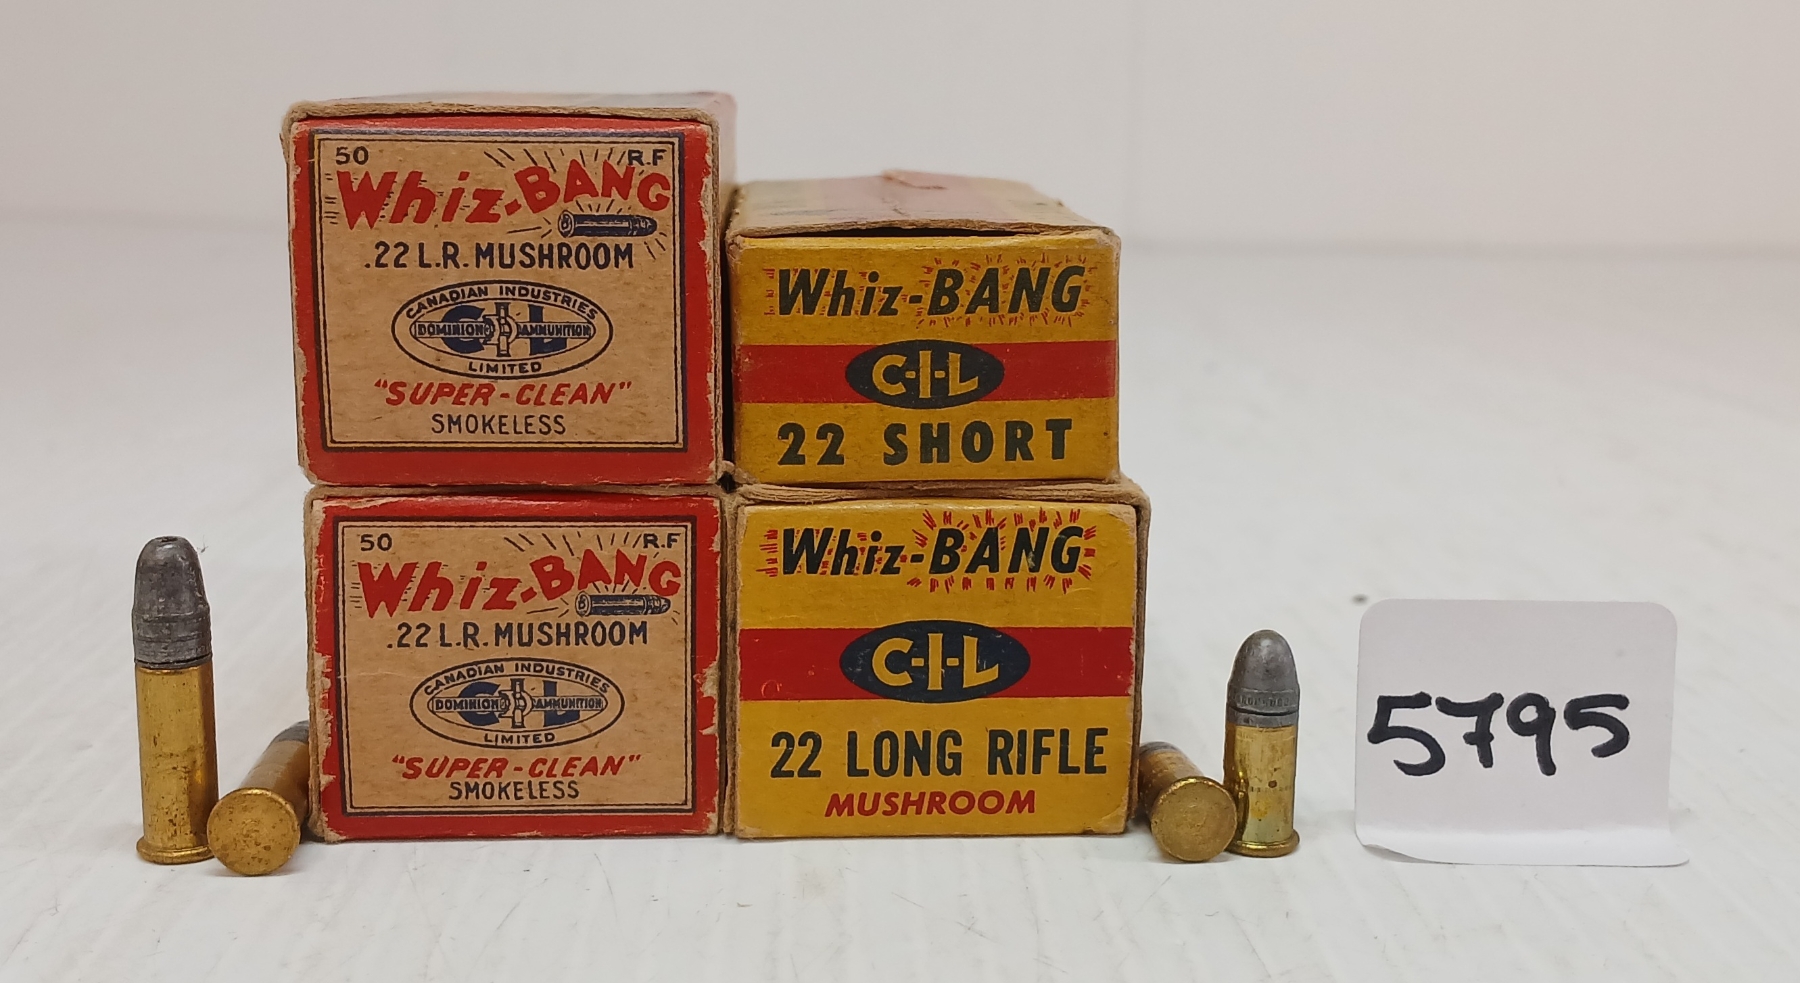 50 R.F
Whiz-BANG
.22 L.R. MUSHROOM
CANADIAN INDUSTRIES
C-I-L
DOMINION AMMUNITION
LIMITED
"SUPER-CLEAN"
SMOKELESS
Whiz-BANG
C-I-L
22 SHORT
50 R.F
Whiz-BANG
.22 L.R. MUSHROOM
CANADIAN INDUSTRIES
C-I-L
DOMINION AMMUNITION
LIMITED
"SUPER-CLEAN"
SMOKELESS
Whiz-BANG
C-I-L
22 LONG RIFLE
MUSHROOM
5795